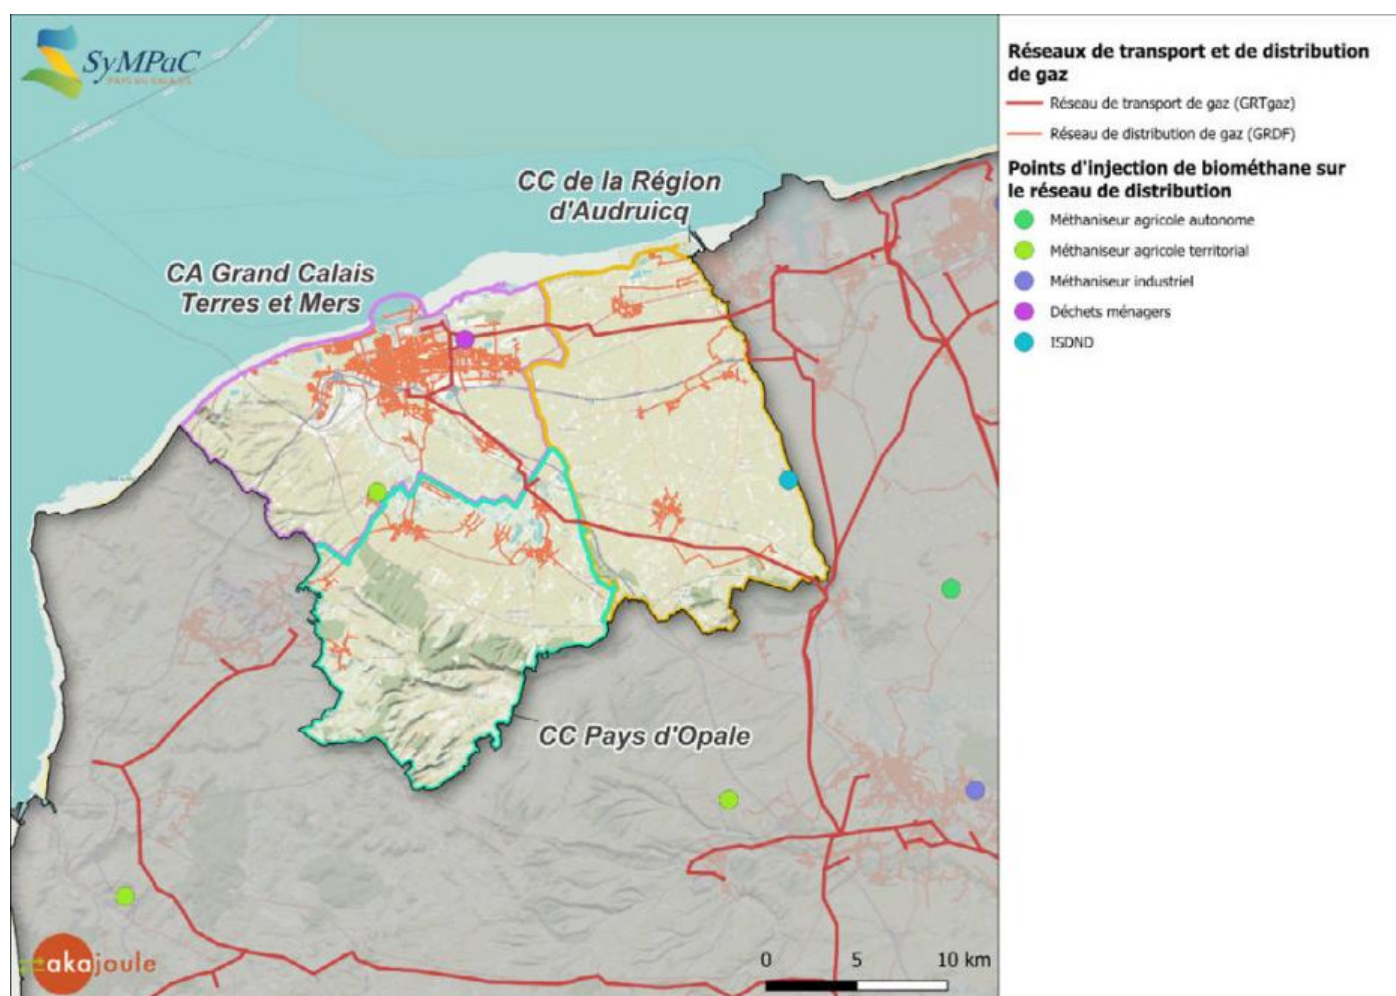 SyMPaC
PAYS DU CALAISIS
CC de la Région
d'Audruicq
CA Grand Calais
Terres et Mers
CC Pays d'Opale
akajoule
0 5 10 km
Réseaux de transport et de distribution
de gaz
Réseau de transport de gaz (GRTgaz)
Réseau de distribution de gaz (GRDF)
Points d'injection de biométhane sur
le réseau de distribution
Méthaniseur agricole autonome
Méthaniseur agricole territorial
Méthaniseur industriel
Déchets ménagers
ISDND